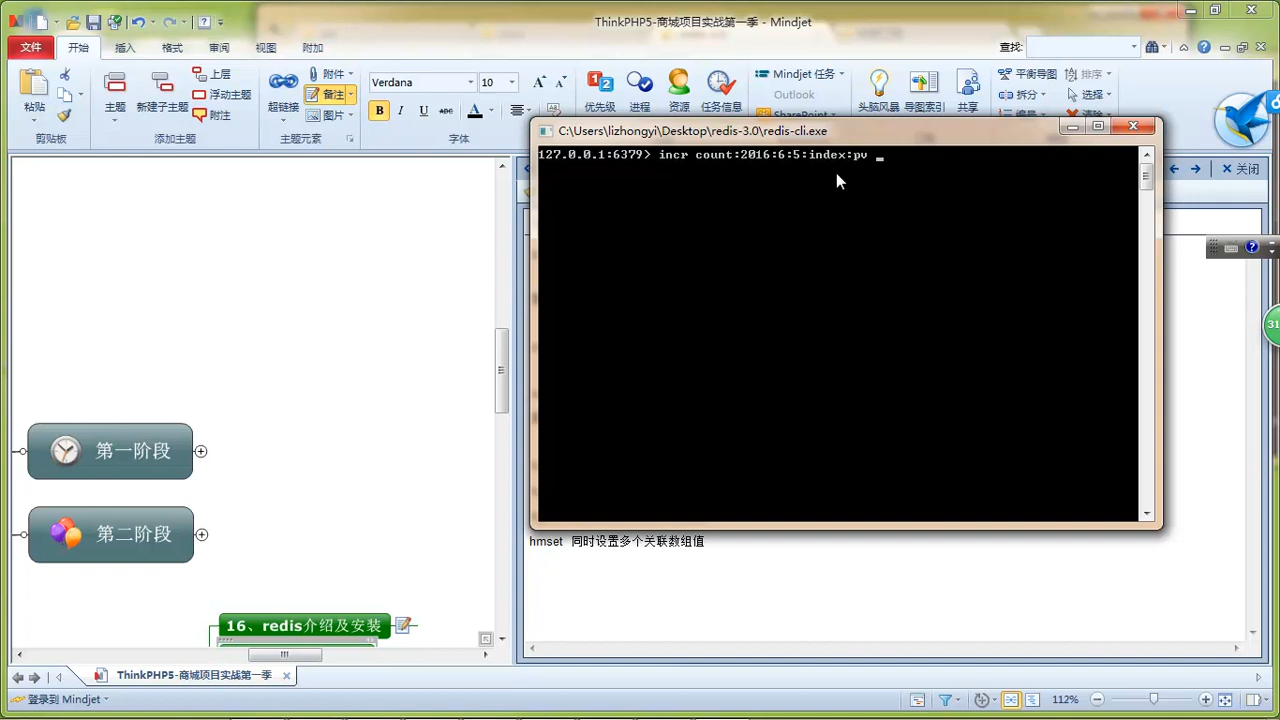 ThinkPHP5-商城项目实战第一季 - Mindjet
文件 开始 插入 格式 审阅 视图 附加
查找:
粘贴
剪贴板
主题
新建子主题
上层
浮动主题
附注
添加主题
超链接
附件
备注
图片
主题元素
Verdana 10
B I U abc A
字体
优先级
进程
资源
任务信息
Mindjet 任务
Outlook
SharePoint
头脑风暴
导图索引
共享
平衡导图
拆分
编号
排序
选择
清除
C:\Users\lizhongyi\Desktop\redis-3.0\redis-cli.exe
127.0.0.1:6379> incr count:2016:6:5:index:pv
关闭
31
第一阶段
第二阶段
hmset 同时设置多个关联数组值
16、redis介绍及安装
ThinkPHP5-商城项目实战第一季
登录到 Mindjet
112%